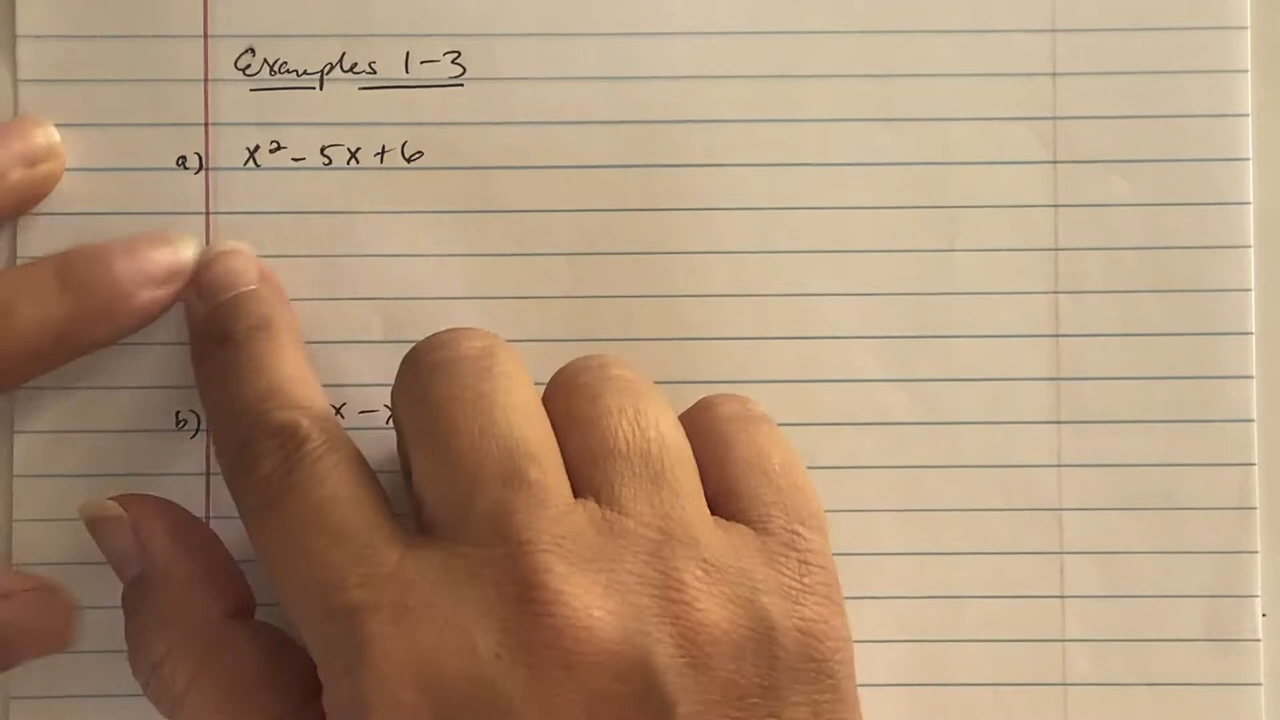 Examples 1-3
a) x² - 5x + 6
b) x -